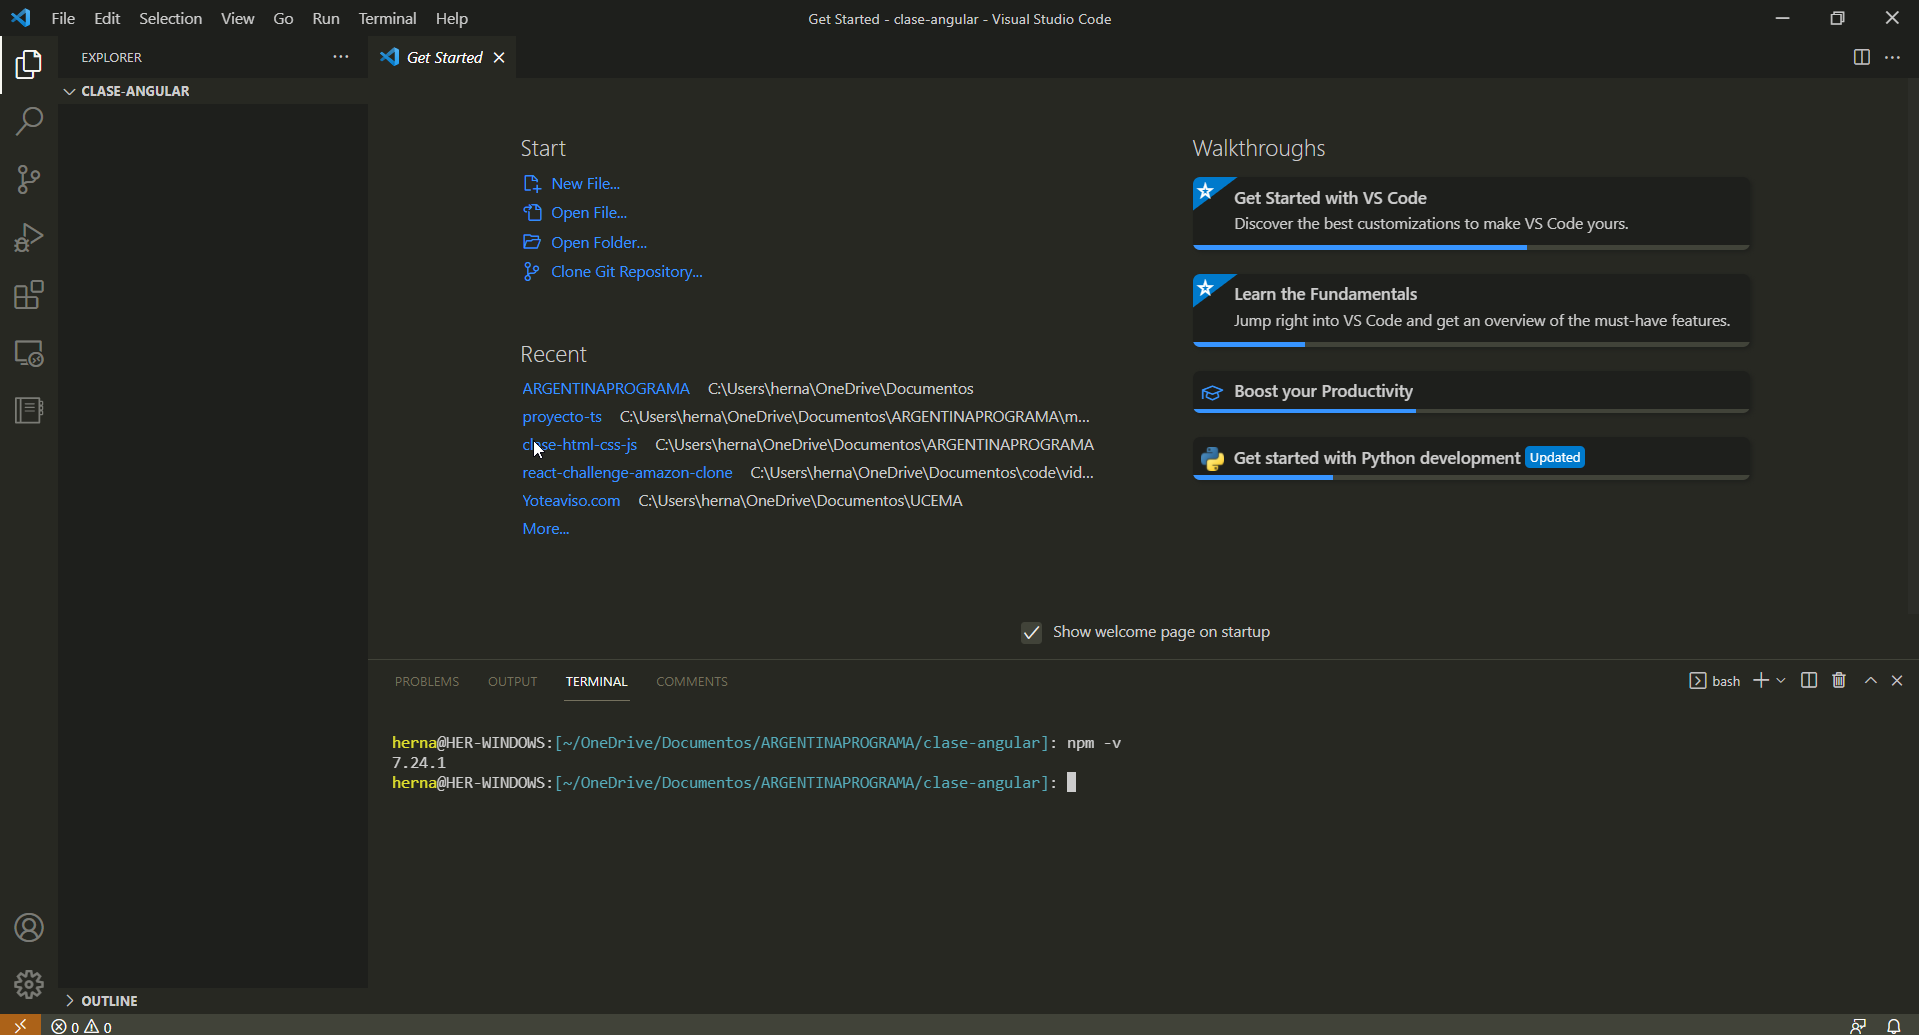 File Edit Selection View Go Run Terminal Help
Get Started - clase-angular - Visual Studio Code
EXPLORER
Get Started
CLASE-ANGULAR
Start
New File...
Open File...
Open Folder...
Clone Git Repository...
Recent
ARGENTINAPROGRAMA C:\Users\herna\OneDrive\Documentos
proyecto-ts C:\Users\herna\OneDrive\Documentos\ARGENTINAPROGRAMA\m...
clase-html-css-js C:\Users\herna\OneDrive\Documentos\ARGENTINAPROGRAMA
react-challenge-amazon-clone C:\Users\herna\OneDrive\Documentos\code\vid...
Yoteaviso.com C:\Users\herna\OneDrive\Documentos\UCEMA
More...
Walkthroughs
Get Started with VS Code
Discover the best customizations to make VS Code yours.
Learn the Fundamentals
Jump right into VS Code and get an overview of the must-have features.
Boost your Productivity
Get started with Python development Updated
Show welcome page on startup
PROBLEMS OUTPUT TERMINAL COMMENTS
bash
herna@HER-WINDOWS:[~/OneDrive/Documentos/ARGENTINAPROGRAMA/clase-angular]: npm -v
7.24.1
herna@HER-WINDOWS:[~/OneDrive/Documentos/ARGENTINAPROGRAMA/clase-angular]:
OUTLINE
0 0